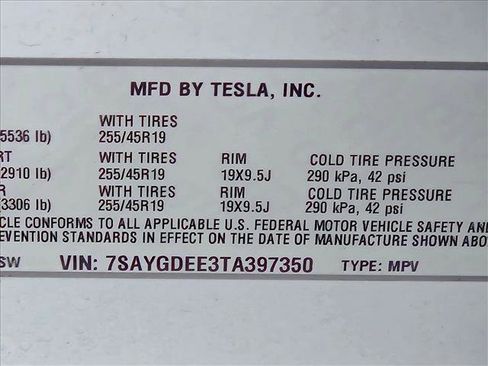 MFD BY TESLA, INC.
WITH TIRES
5536 lb) 255/45R19
RT WITH TIRES RIM COLD TIRE PRESSURE
2910 lb) 255/45R19 19X9.5J 290 kPa, 42 psi
R WITH TIRES RIM COLD TIRE PRESSURE
3306 lb) 255/45R19 19X9.5J 290 kPa, 42 psi
CLE CONFORMS TO ALL APPLICABLE U.S. FEDERAL MOTOR VEHICLE SAFETY AND
EVENTION STANDARDS IN EFFECT ON THE DATE OF MANUFACTURE SHOWN ABO
SW VIN: 7SAYGDEE3TA397350 TYPE: MPV